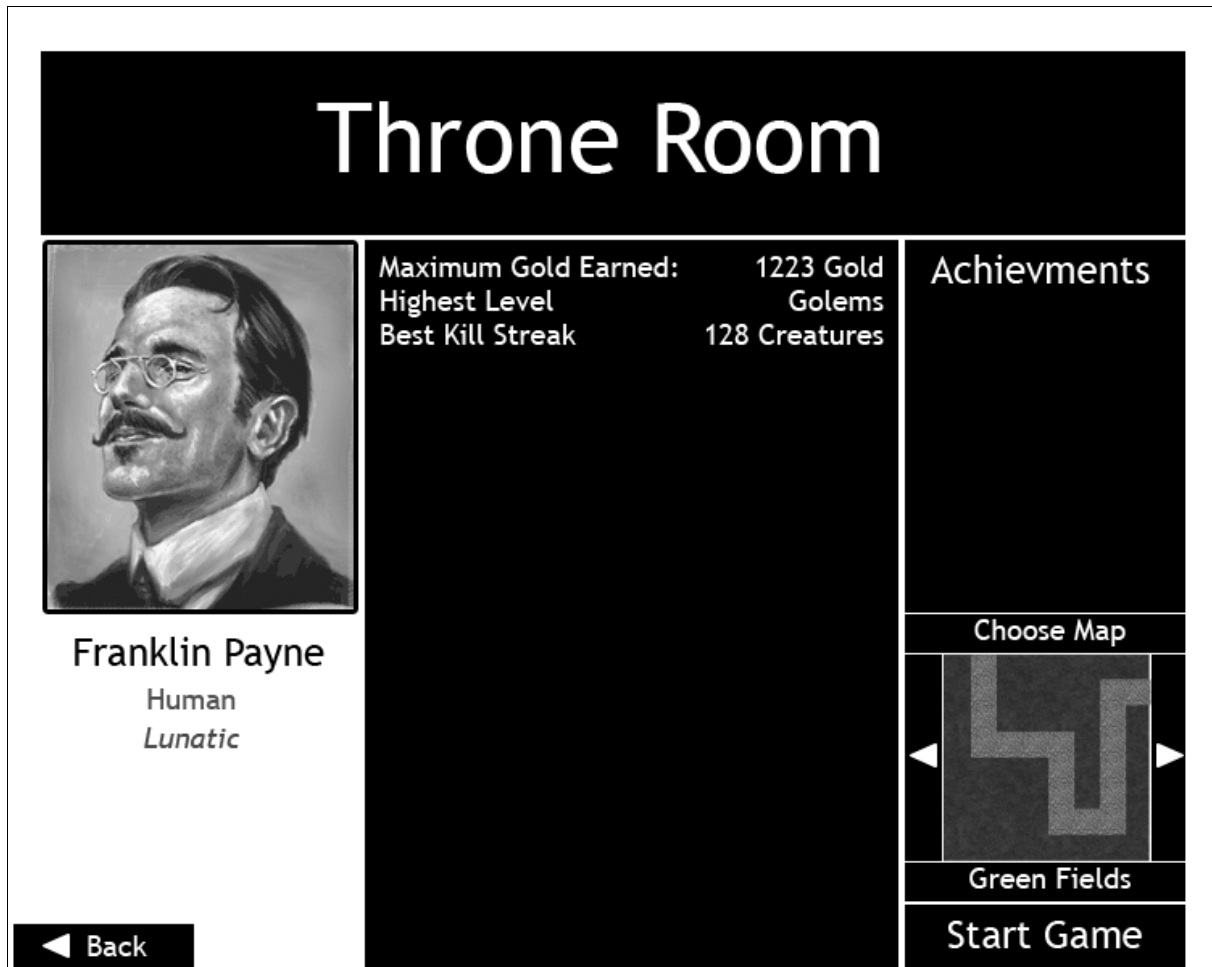 Throne Room
Maximum Gold Earned: 1223 Gold
Highest Level Golems
Best Kill Streak 128 Creatures
Achievments
Franklin Payne
Human
Lunatic
Choose Map
Green Fields
Start Game
Back